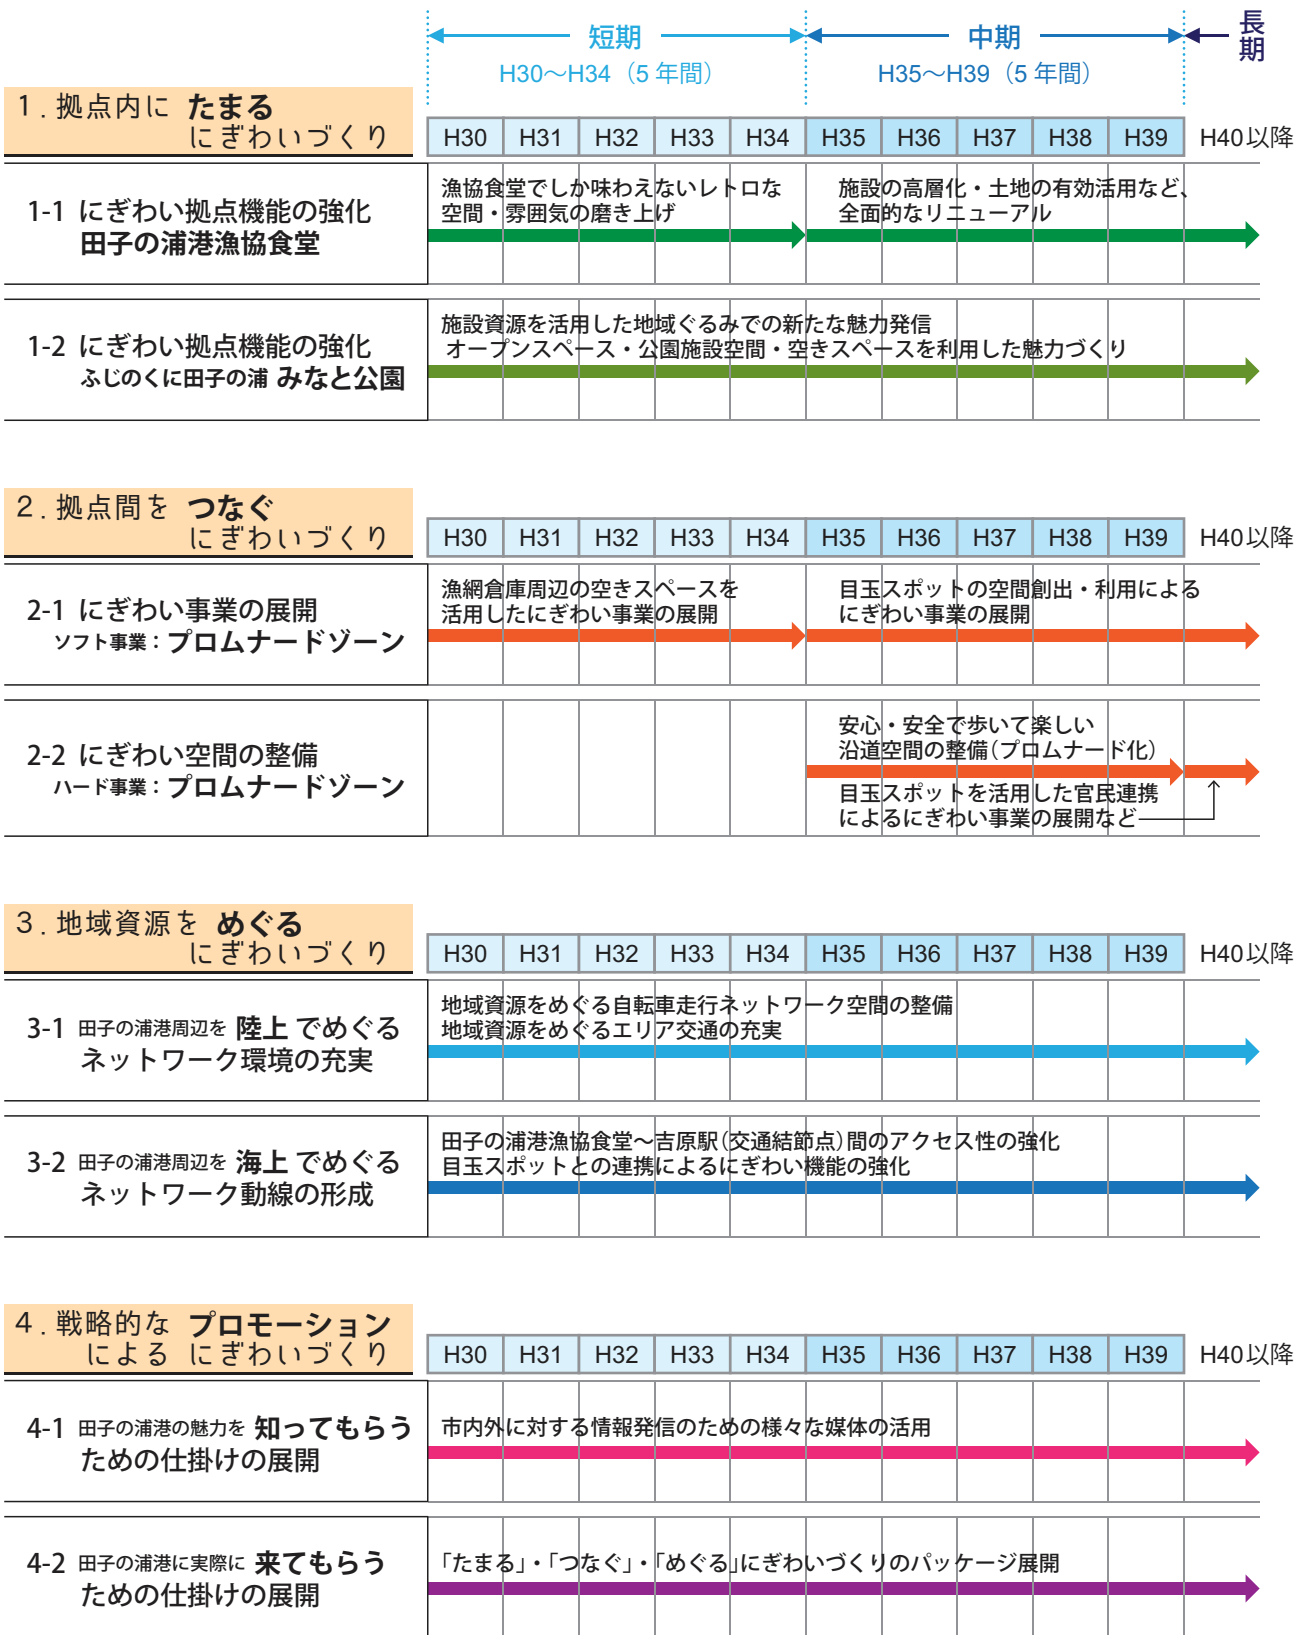 短期
中期
長期
H30～H34（5年間）
H35～H39（5年間）
1. 拠点内に たまる
にぎわいづくり
H30 H31 H32 H33 H34 H35 H36 H37 H38 H39 H40以降
1-1 にぎわい拠点機能の強化
田子の浦港漁協食堂
漁協食堂でしか味わえないレトロな
空間・雰囲気の磨き上げ
施設の高層化・土地の有効活用など、
全面的なリニューアル
1-2 にぎわい拠点機能の強化
ふじのくに田子の浦 みなと公園
施設資源を活用した地域ぐるみでの新たな魅力発信
オープンスペース・公園施設空間・空きスペースを利用した魅力づくり
2. 拠点間を つなぐ
にぎわいづくり
H30 H31 H32 H33 H34 H35 H36 H37 H38 H39 H40以降
2-1 にぎわい事業の展開
ソフト事業：プロムナードゾーン
漁網倉庫周辺の空きスペースを
活用したにぎわい事業の展開
目玉スポットの空間創出・利用による
にぎわい事業の展開
2-2 にぎわい空間の整備
ハード事業：プロムナードゾーン
安心・安全で歩いて楽しい
沿道空間の整備（プロムナード化）
目玉スポットを活用した官民連携
によるにぎわい事業の展開など
3. 地域資源を めぐる
にぎわいづくり
H30 H31 H32 H33 H34 H35 H36 H37 H38 H39 H40以降
3-1 田子の浦港周辺を 陸上 でめぐる
ネットワーク環境の充実
地域資源をめぐる自転車走行ネットワーク空間の整備
地域資源をめぐるエリア交通の充実
3-2 田子の浦港周辺を 海上 でめぐる
ネットワーク動線の形成
田子の浦港漁協食堂～吉原駅（交通結節点）間のアクセス性の強化
目玉スポットとの連携によるにぎわい機能の強化
4. 戦略的な プロモーション
による にぎわいづくり
H30 H31 H32 H33 H34 H35 H36 H37 H38 H39 H40以降
4-1 田子の浦港の魅力を 知ってもらう
ための仕掛けの展開
市内外に対する情報発信のための様々な媒体の活用
4-2 田子の浦港に実際に 来てもらう
ための仕掛けの展開
「たまる」・「つなぐ」・「めぐる」にぎわいづくりのパッケージ展開